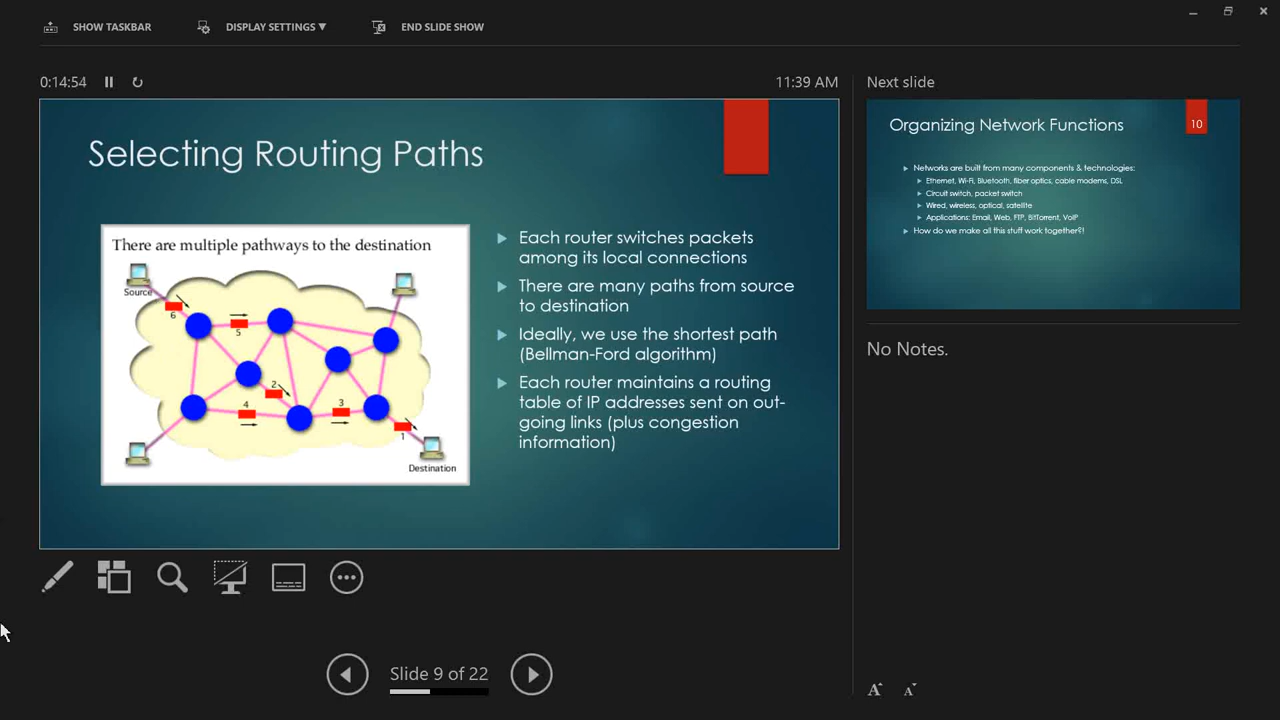 SHOW TASKBAR
DISPLAY SETTINGS ▼
END SLIDE SHOW
0:14:54
11:39 AM
Next slide
Selecting Routing Paths
There are multiple pathways to the destination
Source
6
5
2
4
3
1
Destination
Each router switches packets
among its local connections
There are many paths from source
to destination
Ideally, we use the shortest path
(Bellman-Ford algorithm)
Each router maintains a routing
table of IP addresses sent on out-
going links (plus congestion
information)
Organizing Network Functions
10
Networks are built from many components & technologies:
Ethernet, Wi-Fi, Bluetooth, fiber optics, cable modems, DSL
Circuit switch, packet switch
Wired, wireless, optical, satellite
Applications: Email, Web, FTP, BitTorrent, VoIP
How do we make all this stuff work together?!
No Notes.
Slide 9 of 22
A A